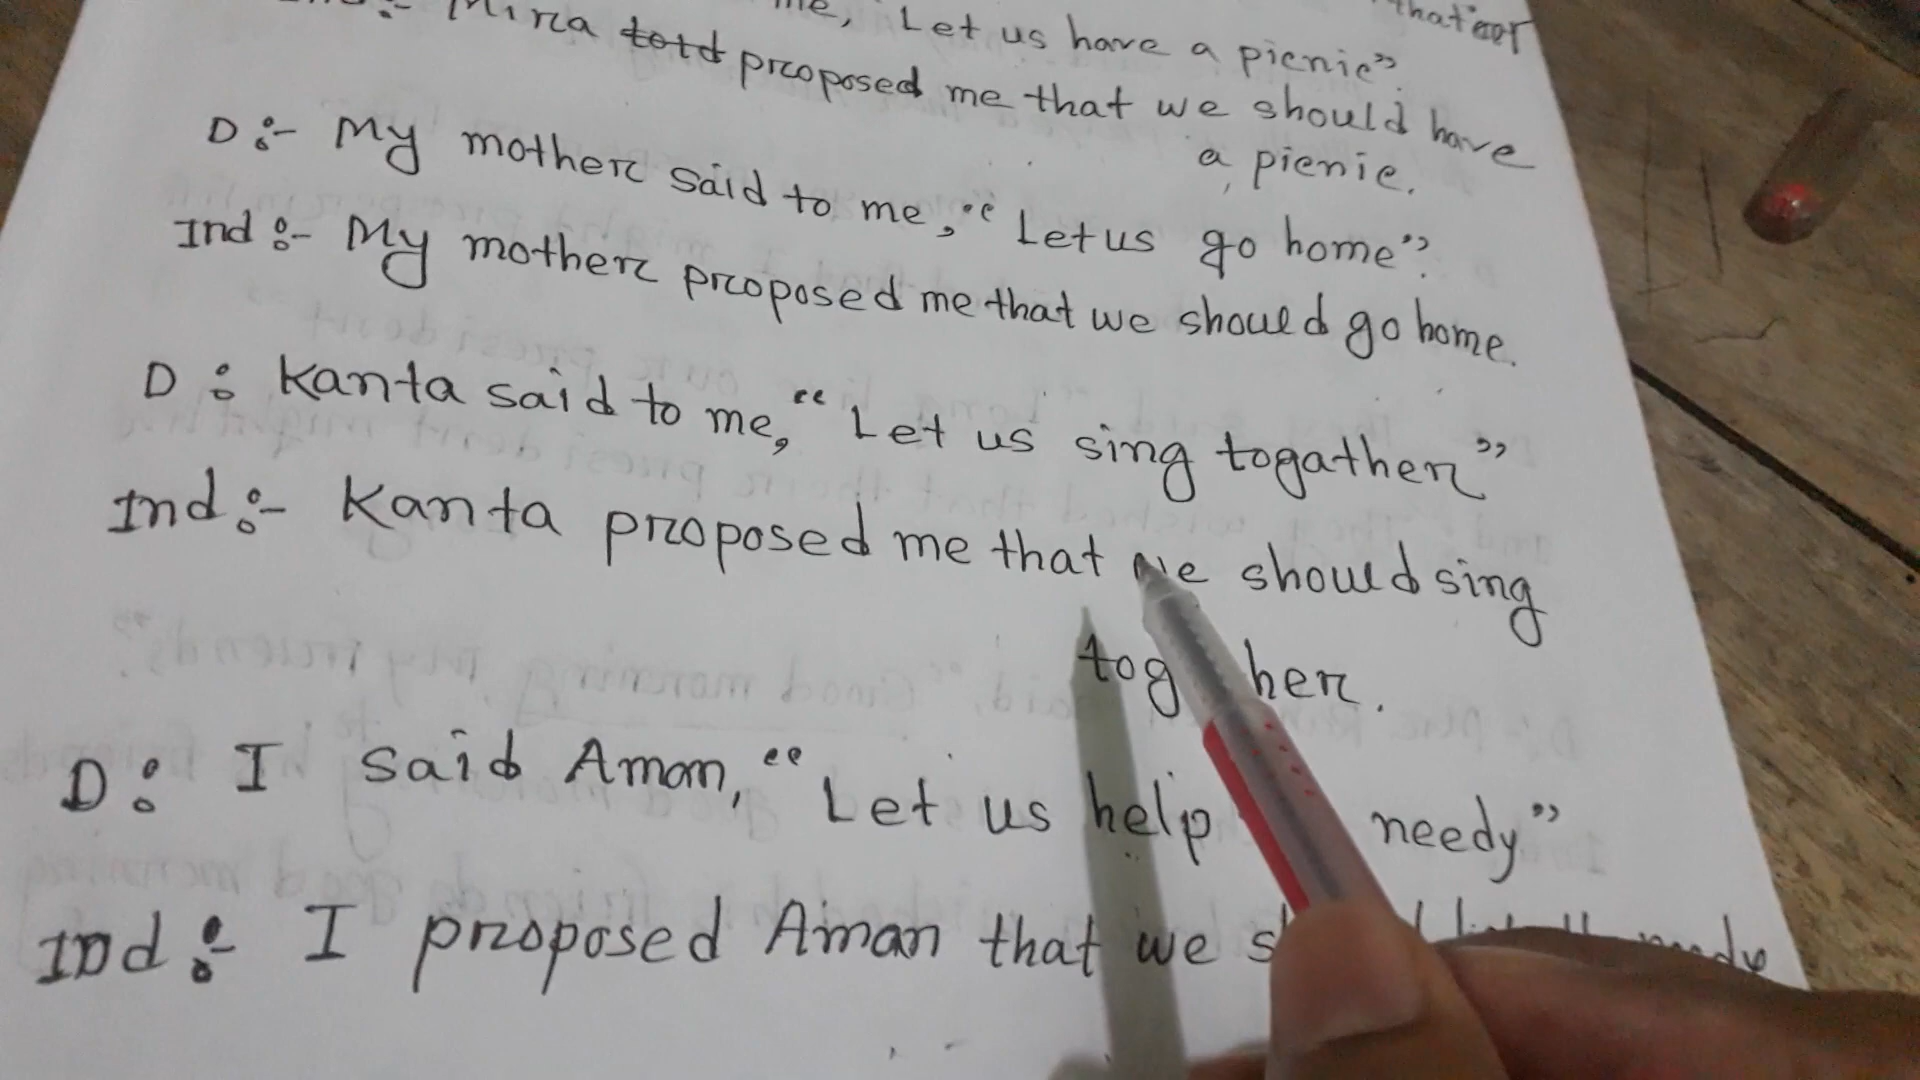 that
me, Let us have a picnic”
Mira told proposed me that we should have
a picnic.
D :- My mother said to me, “Let us go home”.
Ind :- My mother proposed me that we should go home.
D : Kanta said to me, “Let us sing togather”
Ind :- Kanta proposed me that we should sing
tog her.
D : I said Aman, “Let us help needy”
Ind :- I proposed Aman that we